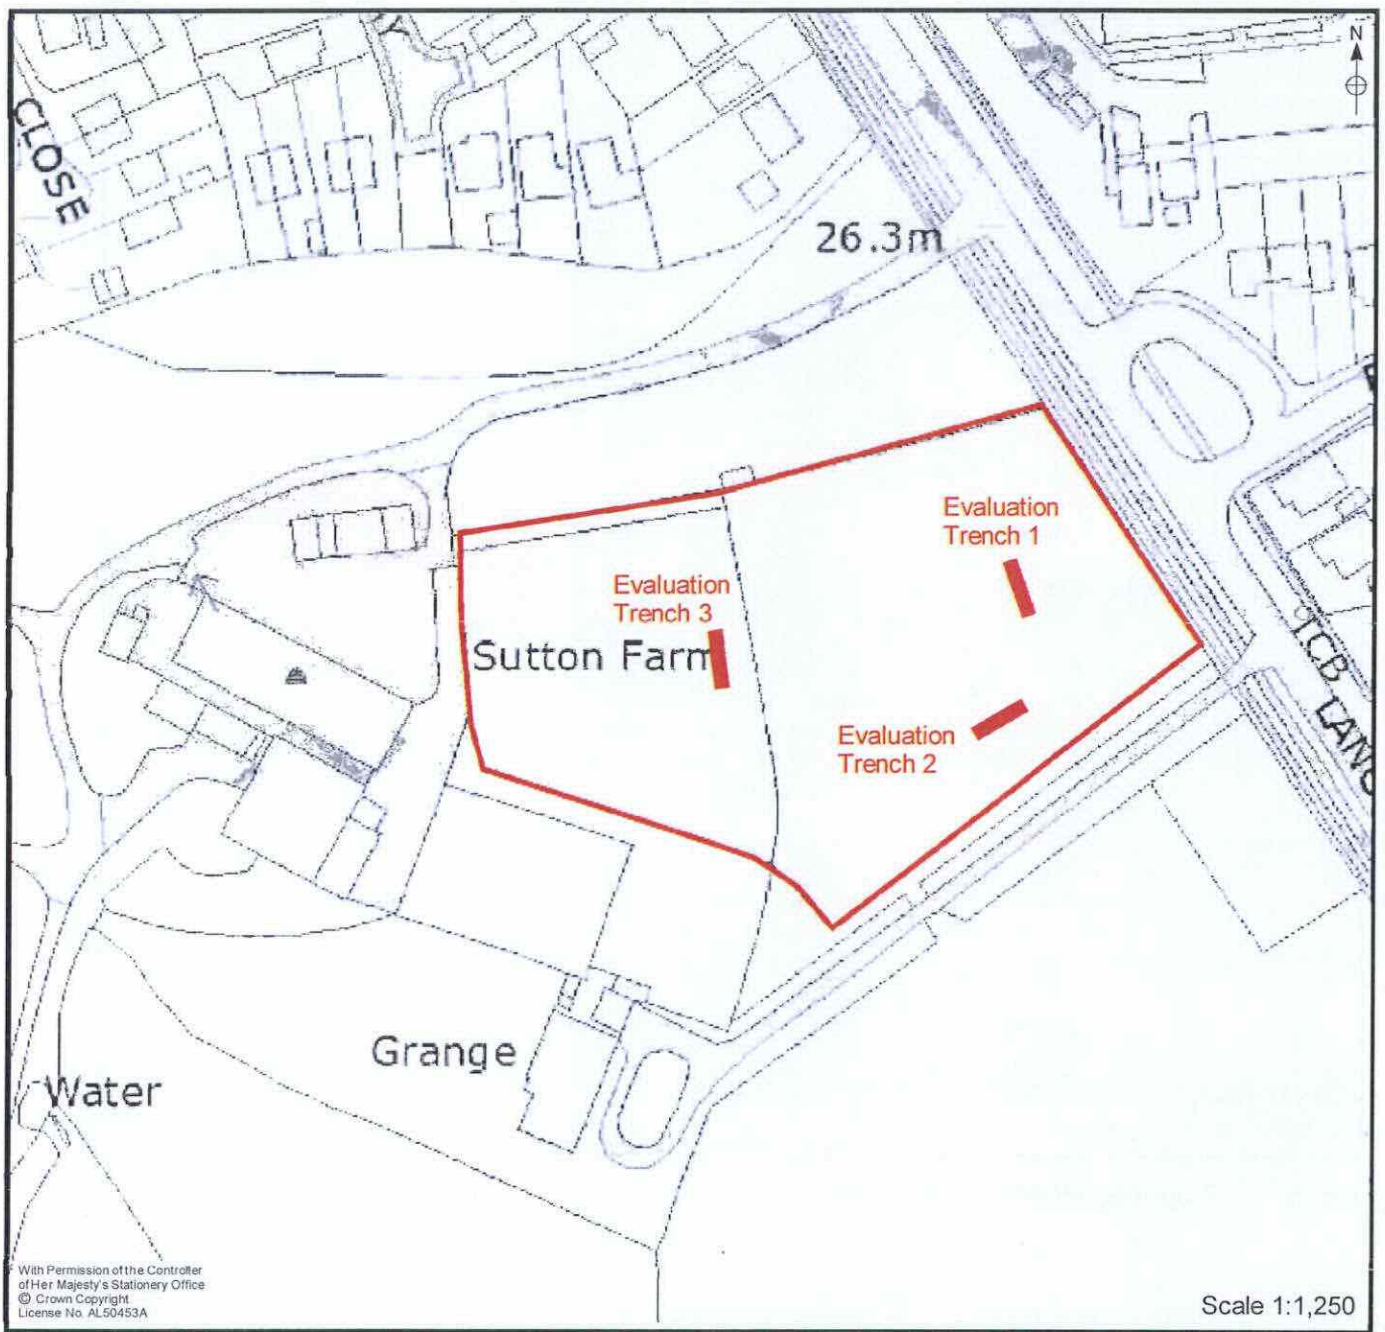 N
CLOSE
26.3m
Evaluation
Trench 1
Evaluation
Trench 3
Sutton Farm
TCB
Evaluation
Trench 2
Grange
Water
With Permission of the Controller
of Her Majesty's Stationery Office
© Crown Copyright
License No. AL50453A
Scale 1:1,250